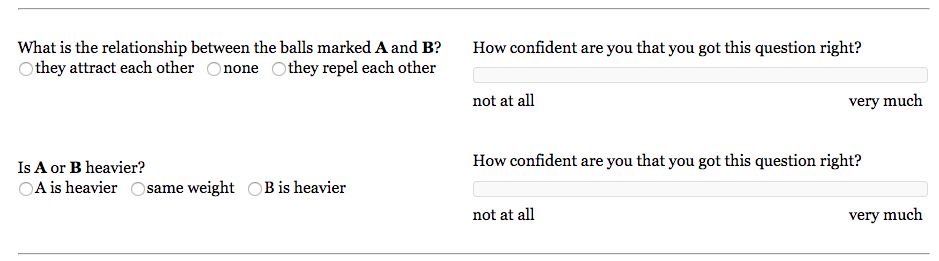 What is the relationship between the balls marked A and B?
they attract each other none they repel each other
How confident are you that you got this question right?
not at all very much
Is A or B heavier?
A is heavier same weight B is heavier
How confident are you that you got this question right?
not at all very much